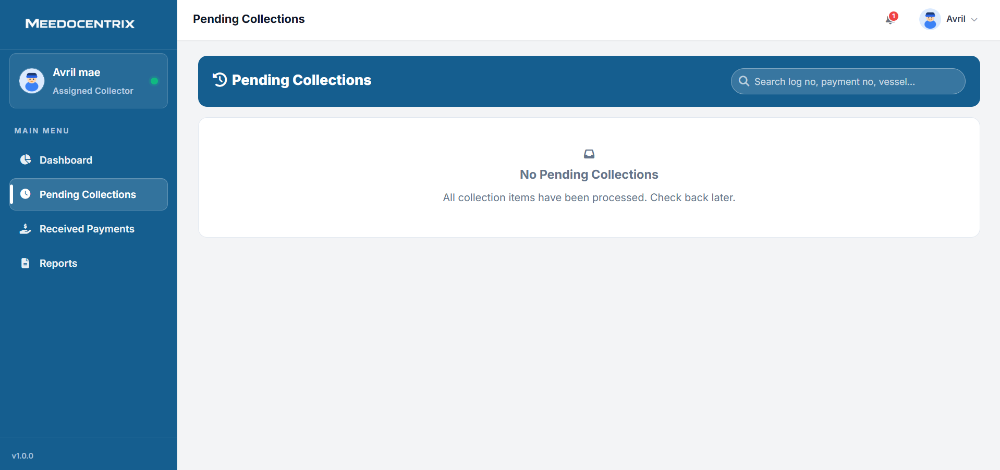 MEEDOCENTRIX
Avril mae
Assigned Collector
MAIN MENU
Dashboard
Pending Collections
Received Payments
Reports
v1.0.0
Pending Collections
1
Avril
Pending Collections
Search log no, payment no, vessel...
No Pending Collections
All collection items have been processed. Check back later.